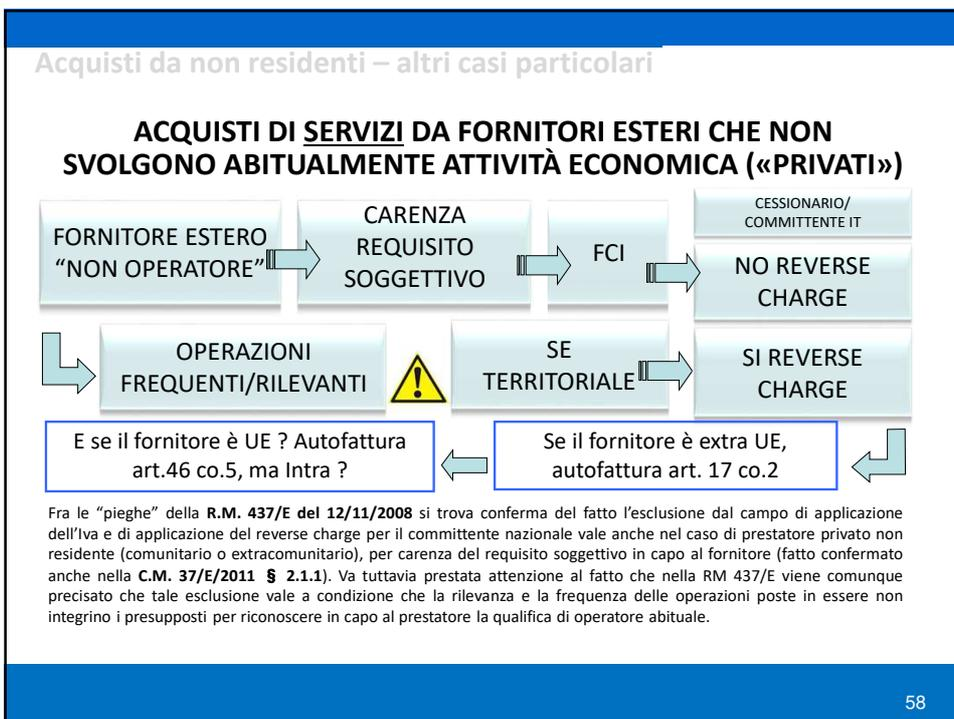 Acquisti da non residenti – altri casi particolari
ACQUISTI DI SERVIZI DA FORNITORI ESTERI CHE NON
SVOLGONO ABITUALMENTE ATTIVITÀ ECONOMICA («PRIVATI»)
FORNITORE ESTERO
“NON OPERATORE”
CARENZA
REQUISITO
SOGGETTIVO
FCI
CESSIONARIO/
COMMITTENTE IT
NO REVERSE
CHARGE
OPERAZIONI
FREQUENTI/RILEVANTI
SE
TERRITORIALE
SI REVERSE
CHARGE
E se il fornitore è UE ? Autofattura
art.46 co.5, ma Intra ?
Se il fornitore è extra UE,
autofattura art. 17 co.2
Fra le “pieghe” della R.M. 437/E del 12/11/2008 si trova conferma del fatto l’esclusione dal campo di applicazione
dell’Iva e di applicazione del reverse charge per il committente nazionale vale anche nel caso di prestatore privato non
residente (comunitario o extracomunitario), per carenza del requisito soggettivo in capo al fornitore (fatto confermato
anche nella C.M. 37/E/2011 § 2.1.1). Va tuttavia prestata attenzione al fatto che nella RM 437/E viene comunque
precisato che tale esclusione vale a condizione che la rilevanza e la frequenza delle operazioni poste in essere non
integrino i presupposti per riconoscere in capo al prestatore la qualifica di operatore abituale.
58